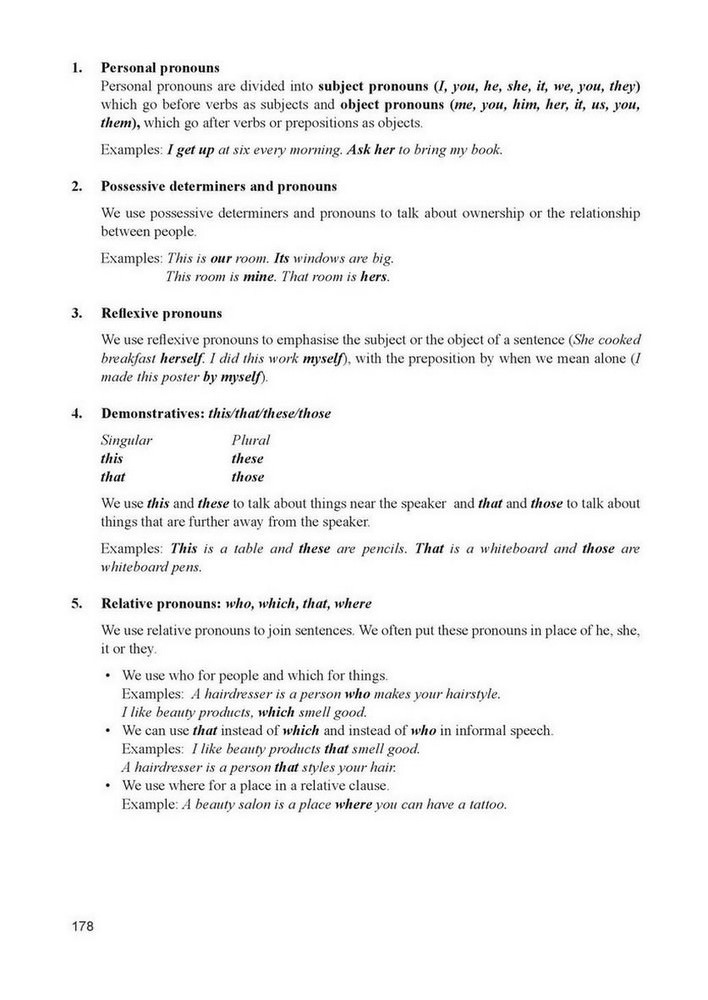 1. Personal pronouns
Personal pronouns are divided into subject pronouns (I, you, he, she, it, we, you, they)
which go before verbs as subjects and object pronouns (me, you, him, her, it, us, you,
them), which go after verbs or prepositions as objects.
Examples: I get up at six every morning. Ask her to bring my book.
2. Possessive determiners and pronouns
We use possessive determiners and pronouns to talk about ownership or the relationship
between people.
Examples: This is our room. Its windows are big.
This room is mine. That room is hers.
3. Reflexive pronouns
We use reflexive pronouns to emphasise the subject or the object of a sentence (She cooked
breakfast herself. I did this work myself), with the preposition by when we mean alone (I
made this poster by myself).
4. Demonstratives: this/that/these/those
Singular Plural
this these
that those
We use this and these to talk about things near the speaker and that and those to talk about
things that are further away from the speaker.
Examples: This is a table and these are pencils. That is a whiteboard and those are
whiteboard pens.
5. Relative pronouns: who, which, that, where
We use relative pronouns to join sentences. We often put these pronouns in place of he, she,
it or they.
• We use who for people and which for things.
Examples: A hairdresser is a person who makes your hairstyle.
I like beauty products, which smell good.
• We can use that instead of which and instead of who in informal speech.
Examples: I like beauty products that smell good.
A hairdresser is a person that styles your hair.
• We use where for a place in a relative clause.
Example: A beauty salon is a place where you can have a tattoo.
178